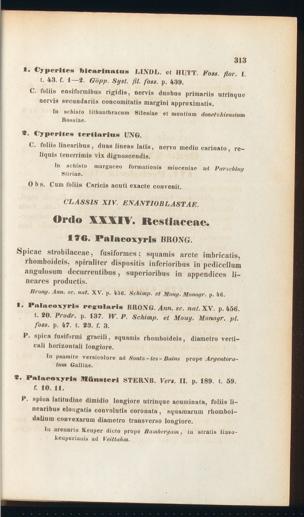 313
1. Cyperites bicarinatus LINDL. et HUTT. Foss. flor. I.
t. 43. f. 1—2. Göpp. Syst. fil. foss. p. 439.
C. foliis ensiformibus rigidis, nervis duobus primariis utrinque
nervis secundariis concomitatis margini approximatis.
In schisto lithanthracum Silesiae et montium donetzkiensium
Rossiae.
2. Cyperites tertiarius UNG.
C. foliis linearibus, duas lineas latis, nervo medio carinato, re-
liquis tenerrimis vix dignoscendis.
In schisto margaceo formationis miocenicae ad Parschlug
Stiriae.
Obs. Cum foliis Caricis acuti exacte convenit.
CLASSIS XIV. ENANTIOBLASTAE.
Ordo XXXIV. Restiaceae.
176. Palaeoxyris BRONG.
Spicae strobilaceae, fusiformes; squamis arcte imbricatis,
rhomboideis, spiraliter dispositis inferioribus in pedicellum
angulosum decurrentibus, superioribus in appendices li-
neares productis.
Brong. Ann. sc. nat. XV. p. 456. Schimp. et Moug. Monogr. p. 46.
1. Palaeoxyris regularis BRONG. Ann. sc. nat. XV. p. 456.
t. 20. Prodr. p. 137. W. P. Schimp. et Moug. Monogr. pl.
foss. p. 47. t. 23. f. 3.
P. spica fusiformi gracili, squamis rhomboideis, diametro verti-
cali horizontali longiore.
In psamite versicolore ad Soultz-les-Bains prope Argentora-
tum Galliae.
2. Palaeoxyris Münsteri STERNB. Vers. II. p. 189. t. 59.
f. 10. 11.
P. spica latitudine dimidio longiore utrinque acuminata, foliis li-
nearibus elongatis convolutis coronata, squamarum rhomboi-
dalium convexarum diametro transverso longiore.
In arenaria Keuper dicta prope Bambergam, in stratis liaso-
keuperinis ad Veitlahm.